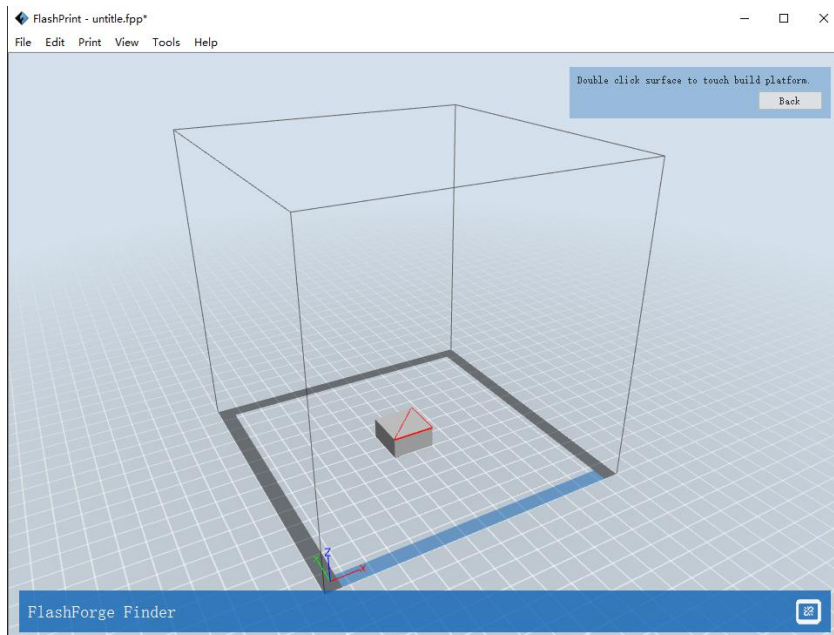 FlashPrint - untitle.fpp*
File Edit Print View Tools Help
Double click surface to touch build platform.
Back
Z
X
FlashForge Finder